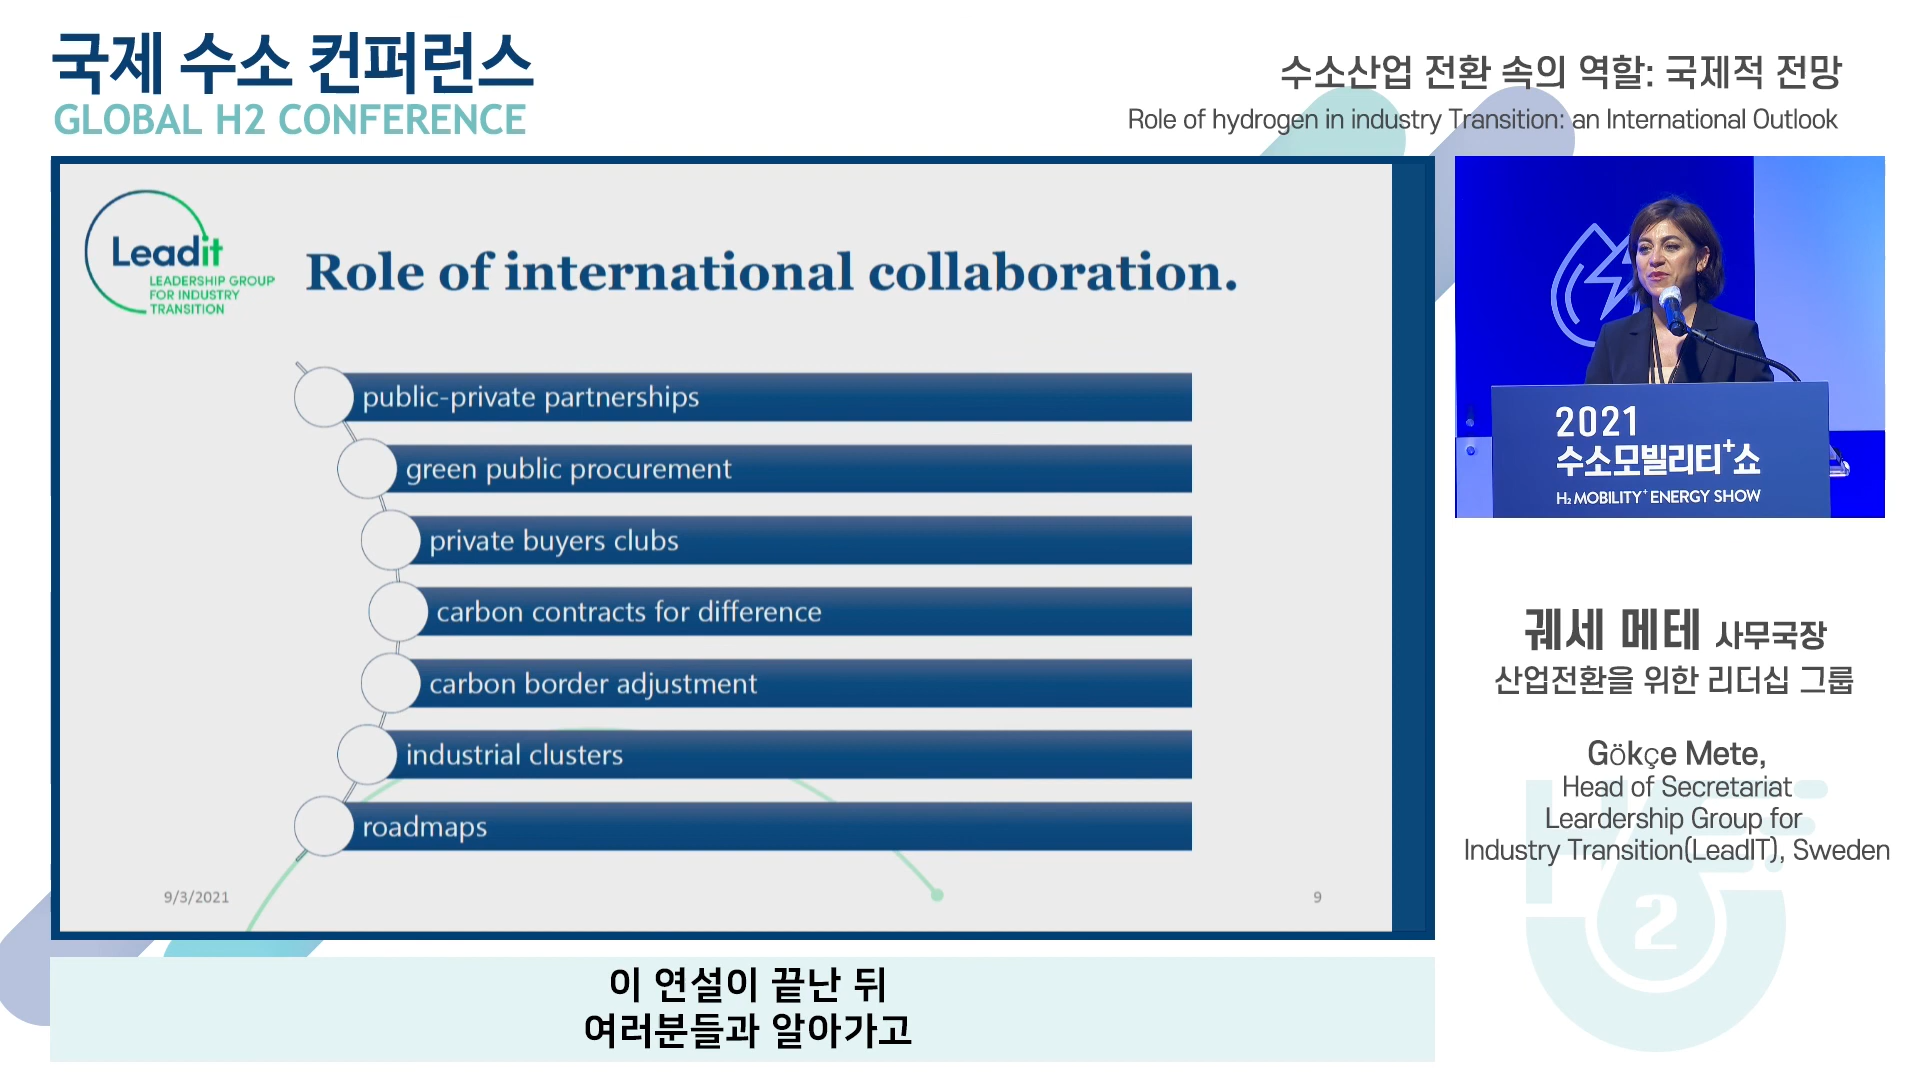 국제 수소 컨퍼런스
GLOBAL H2 CONFERENCE
수소산업 전환 속의 역할: 국제적 전망
Role of hydrogen in industry Transition: an International Outlook
Leadit
LEADERSHIP GROUP
FOR INDUSTRY
TRANSITION
Role of international collaboration.
public-private partnerships
green public procurement
private buyers clubs
carbon contracts for difference
carbon border adjustment
industrial clusters
roadmaps
9/3/2021
9
2021
수소모빌리티+쇼
H2 MOBILITY+ ENERGY SHOW
궤세 메테 사무국장
산업전환을 위한 리더십 그룹
Gökçe Mete,
Head of Secretariat
Leardership Group for
Industry Transition(LeadIT), Sweden
2
이 연설이 끝난 뒤
여러분들과 알아가고